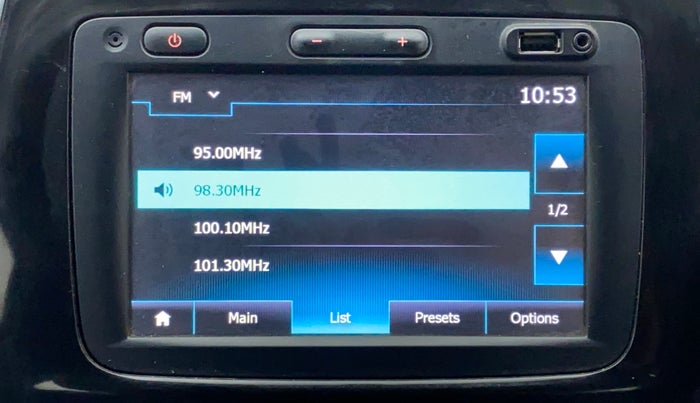 FM
10:53
95.00MHz
98.30MHz
1/2
100.10MHz
101.30MHz
Main List Presets Options